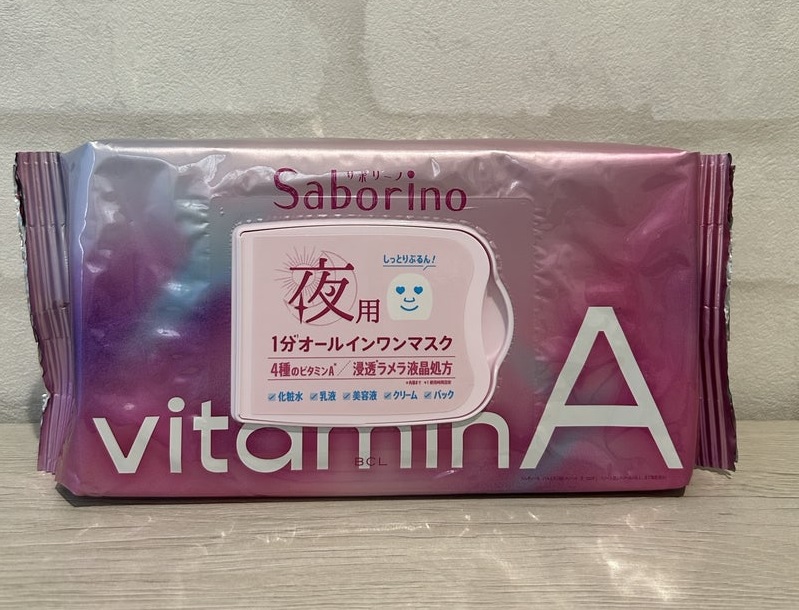 サボリーノ
Saborino
しっとりぷるん!
夜用
1分オールインワンマスク
4種のビタミンA / 浸透ラメラ液晶処方
化粧水 乳液 美容液 クリーム パック
vitamin A
BCL